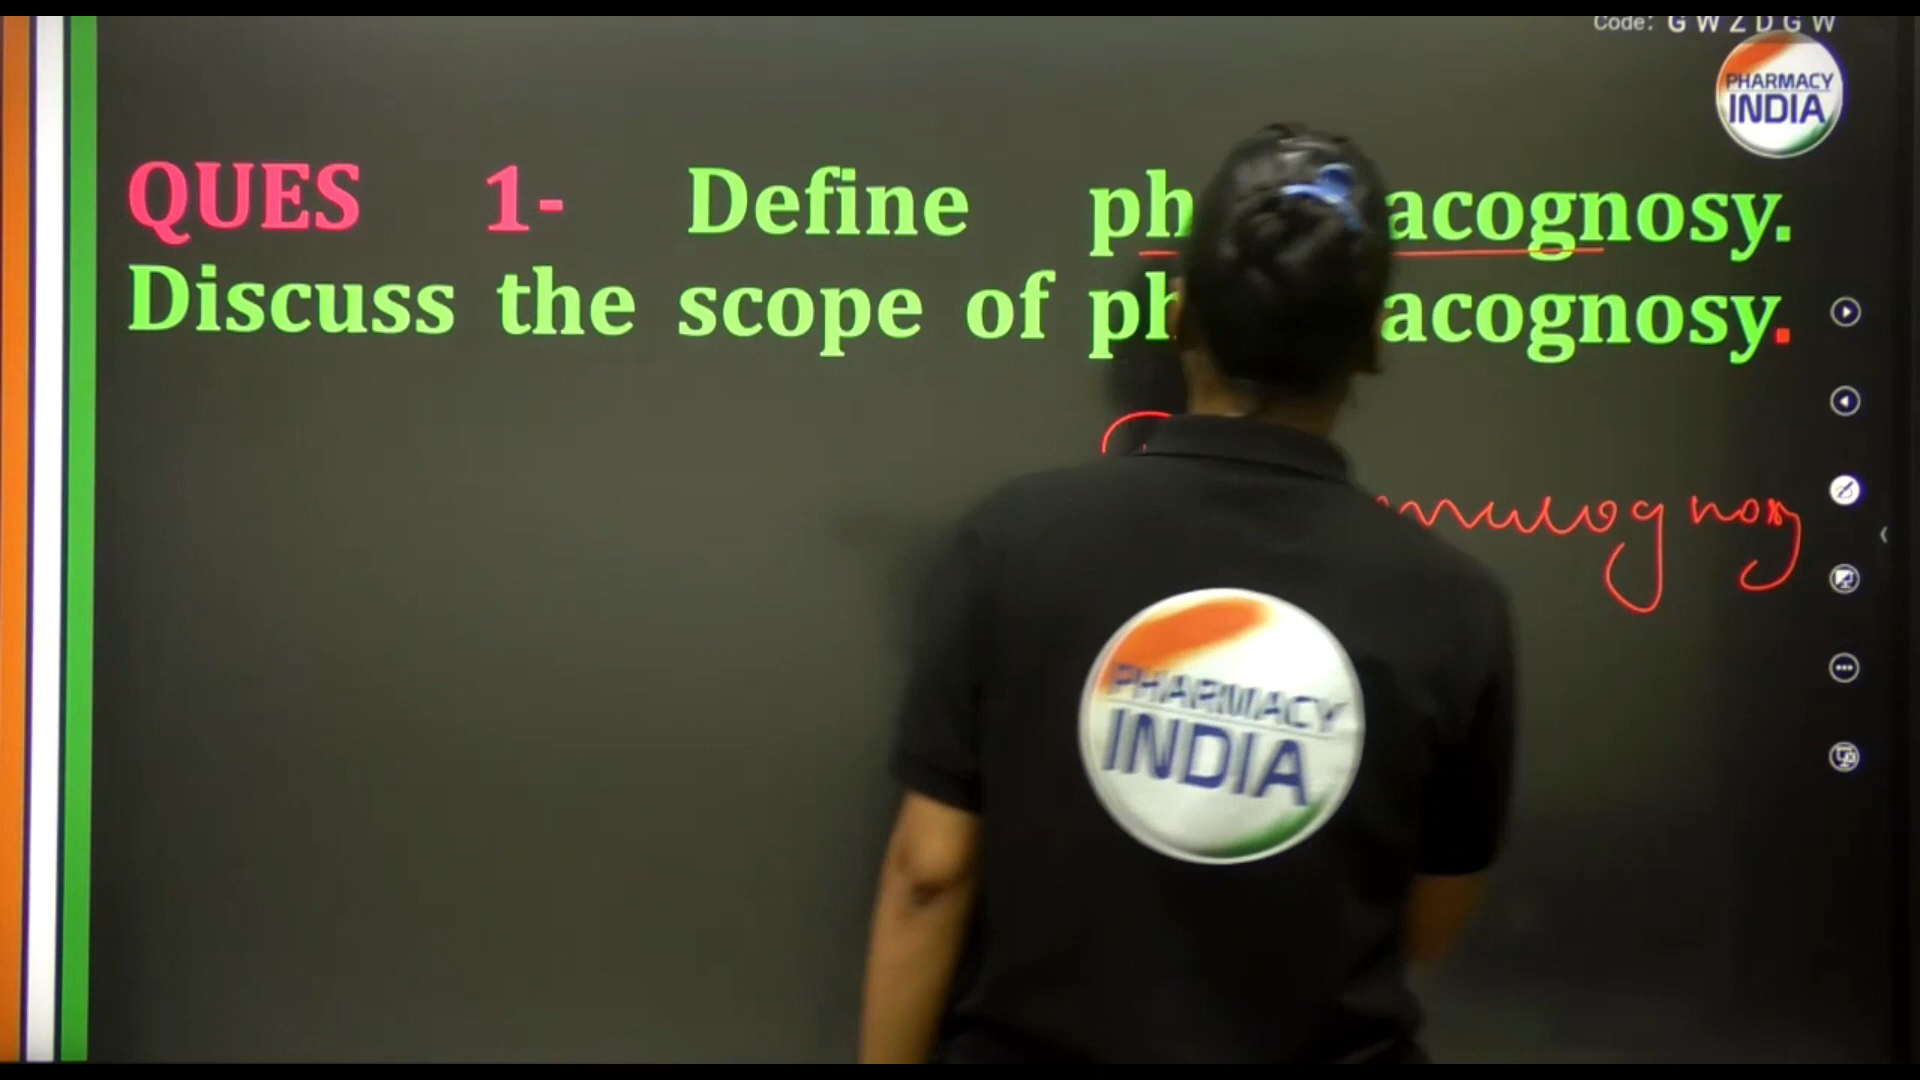 Code: G W Z D G W
PHARMACY
INDIA
QUES 1- Define ph acognosy.
Discuss the scope of ph acognosy.
PHARMACY
INDIA